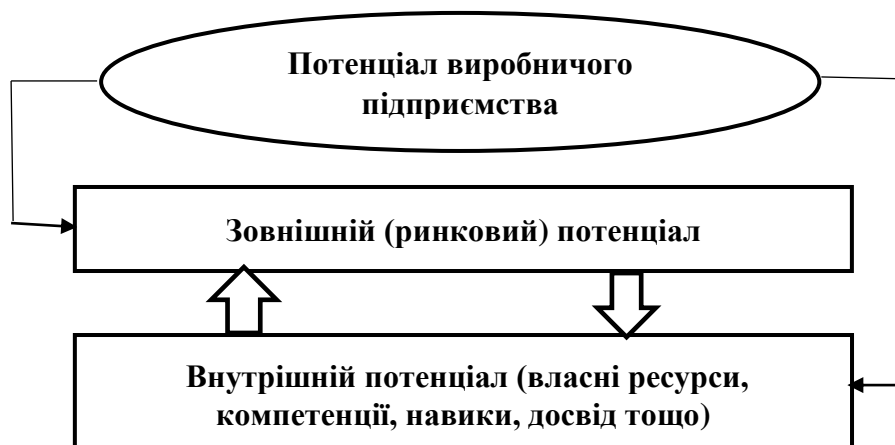 Потенціал виробничого
підприємства
Зовнішній (ринковий) потенціал
Внутрішній потенціал (власні ресурси,
компетенції, навики, досвід тощо)